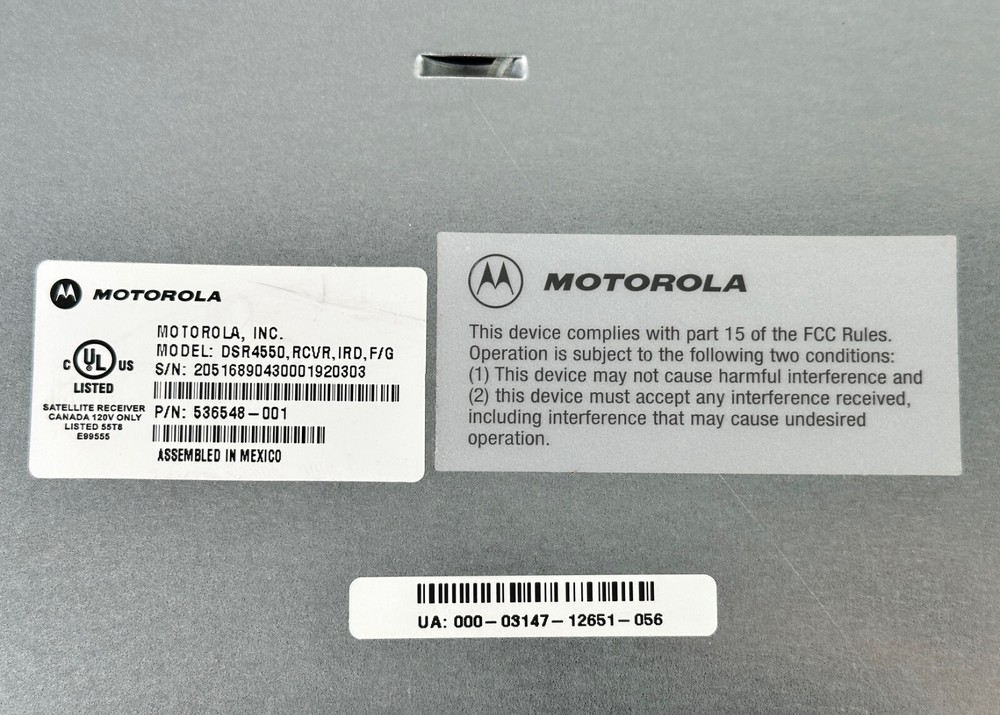 MOTOROLA
MOTOROLA, INC.
MODEL: DSR4550,RCVR,IRD,F/G
S/N: 205168904300001920303
C UL US
LISTED
SATELLITE RECEIVER
CANADA 120V ONLY
LISTED 55T8
E99555
P/N: 536548-001
ASSEMBLED IN MEXICO
MOTOROLA
This device complies with part 15 of the FCC Rules.
Operation is subject to the following two conditions:
(1) This device may not cause harmful interference and
(2) this device must accept any interference received,
including interference that may cause undesired
operation.
UA: 000-03147-12651-056